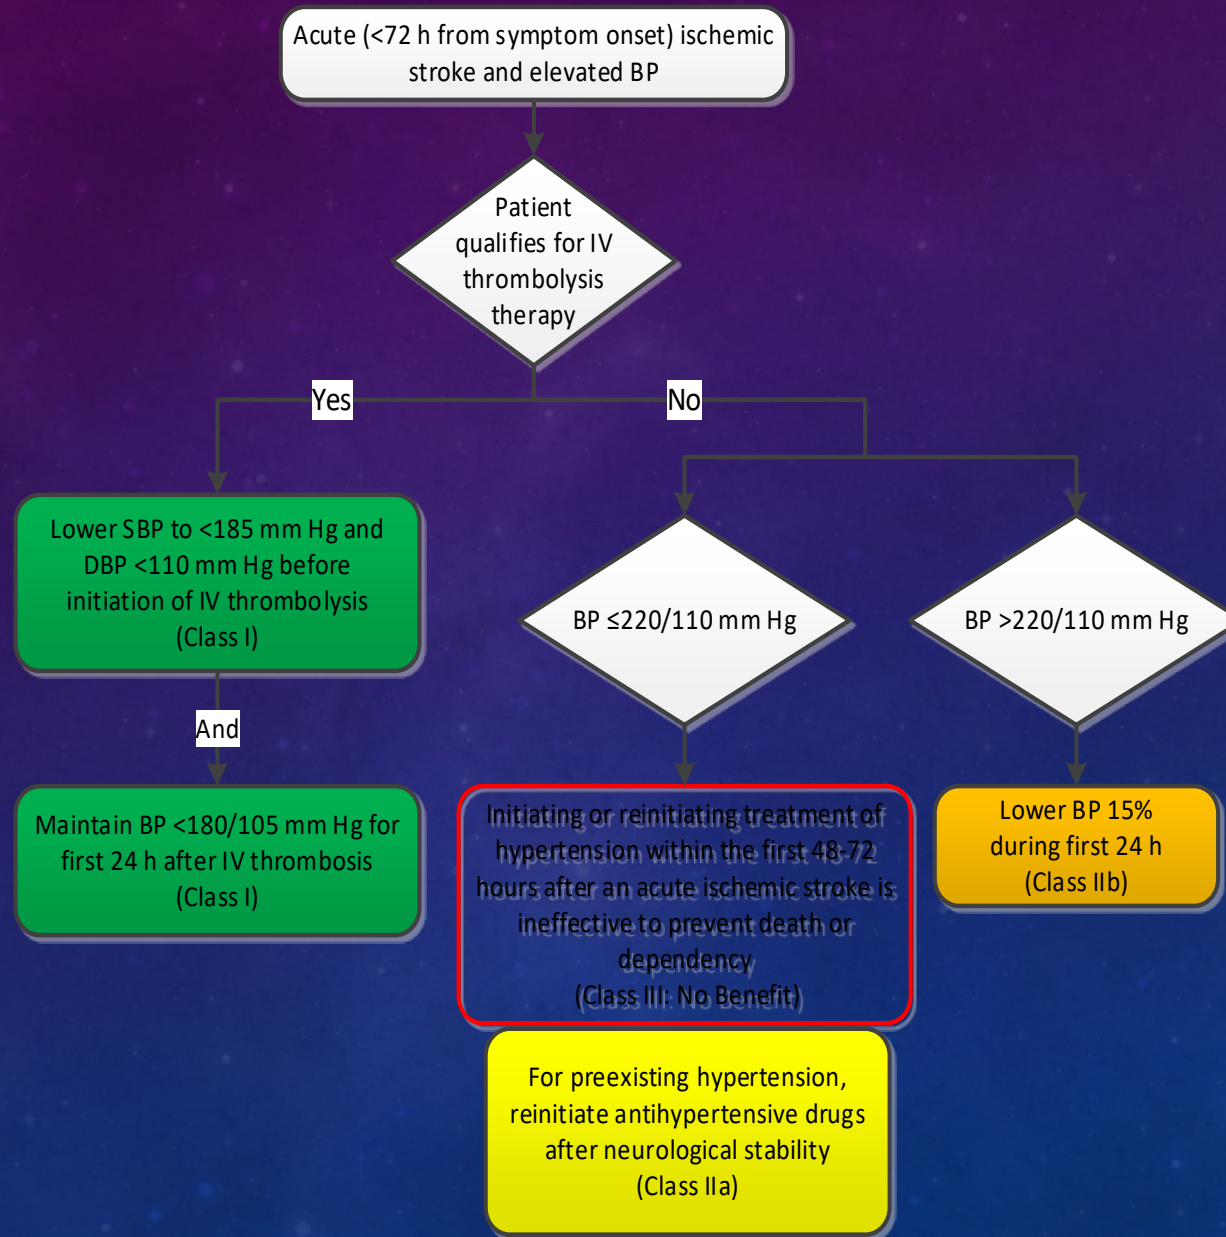 Acute (<72 h from symptom onset) ischemic
stroke and elevated BP
Patient
qualifies for IV
thrombolysis
therapy
Yes
No
Lower SBP to <185 mm Hg and
DBP <110 mm Hg before
initiation of IV thrombolysis
(Class I)
And
Maintain BP <180/105 mm Hg for
first 24 h after IV thrombosis
(Class I)
BP ≤220/110 mm Hg
BP >220/110 mm Hg
Initiating or reinitiating treatment of
hypertension within the first 48-72
hours after an acute ischemic stroke is
ineffective to prevent death or
dependency
(Class III: No Benefit)
Lower BP 15%
during first 24 h
(Class IIb)
For preexisting hypertension,
reinitiate antihypertensive drugs
after neurological stability
(Class IIa)